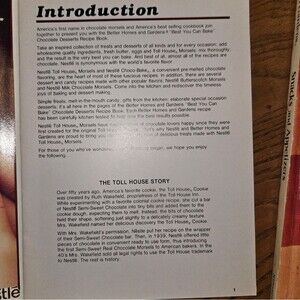 Introduction
America's first name in chocolate morsels and America's best selling cookbook join
together to present you with the Better Homes and Gardens® "Best You Can Bake"
Chocolate Desserts Recipe Book.
Take an explored collection of treats and desserts of all kinds and for every occasion; add
wholesome quality ingredients, fresh butter, eggs and Toll House, Morsels; mix thoroughly
and the result is the very best you can bake. And best of all, almost all of the recipes are
chocolate. Nestlé is synonymous with the world's favorite flavor.
Nestlé Toll House, Morsels and Nestlé Choco-Bake, a convenient pre-melted chocolate
flavoring, are the heart of most of these luscious recipes. In addition, there are several
dessert and candy recipes made with other popular flavors: Nestlé Butterscotch Morsels
and Nestlé Milk Chocolate Morsels. Come into the kitchen and rediscover this timeless
joy of baking and making
Simple treats, melt in the mouth candy, gifts from the kitchen, elaborate special occasion
desserts, it's all here in the pages of the Better Homes and Gardens "Best You Can
Bake" Chocolate Desserts Recipe Book. Each Better Homes and Gardens recipe
has been carefully kitchen tested to help give the best possible results.
Nestlé Toll House, Morsels have been making chocolate lovers happy since they were
first created for the original Toll House cookie. That's why Nestlé and Better Homes and
Gardens are proud to bring you this collection of delicious treats made with Nestlé
Toll House, Morsels.
For those of you who wonder how it all began, we hope you enjoy
the following.
THE TOLL HOUSE STORY
Over fifty years ago, America's favorite cookie, the Toll House, Cookie
was created by Ruth Wakefield, proprietress of the Toll House Inn.
While experimenting with a favorite colonial cookie recipe, she cut a bar
of Nestlé Semi-Sweet Chocolate into tiny bits and added them to the
cookie dough, expecting them to melt. Instead, the bits of chocolate
held their shape, softening just slightly to a delicately creamy texture.
Mrs. Wakefield named her delicious discovery the Toll House, Cookie.
With Mrs. Wakefield's permission, Nestlé put her recipe on the wrapper
of their Semi-Sweet Chocolate bar. Then, in 1939, Nestlé offered little
pieces of chocolate in convenient ready to use form, thus introducing
the first Semi-Sweet Real Chocolate Morsels to American bakers. In the
40's Mrs. Wakefield sold all legal rights to use the Toll House trademark
to Nestlé. The rest is history.
1
stlé